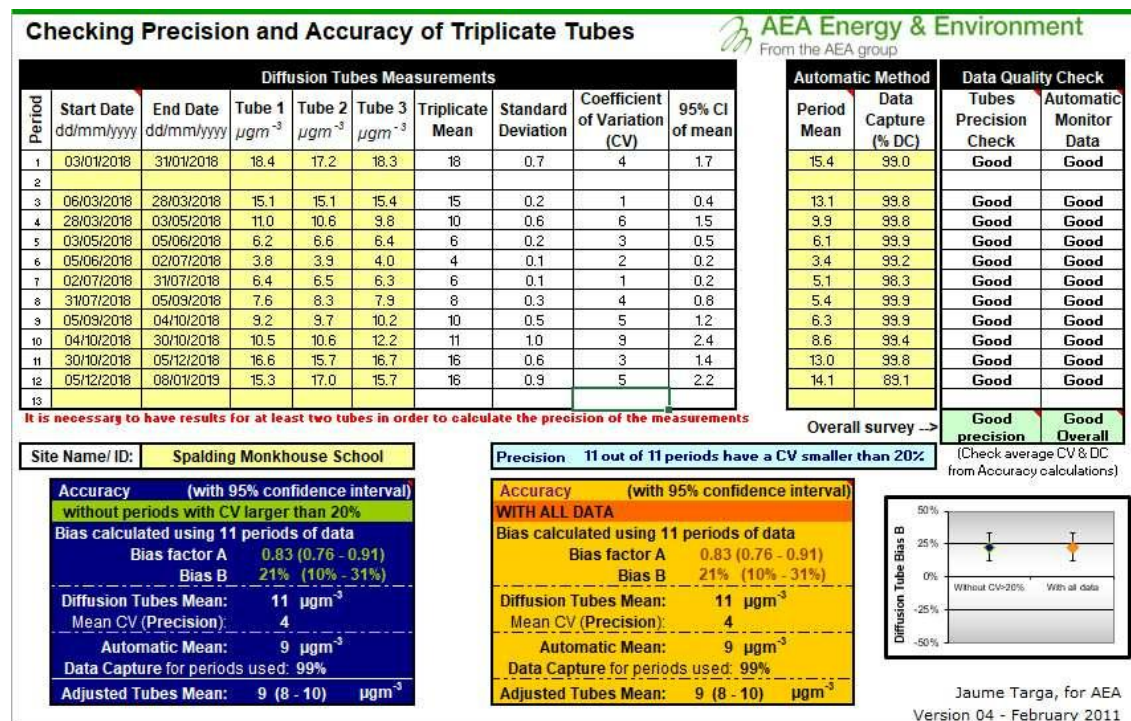 Checking Precision and Accuracy of Triplicate Tubes
AEA Energy & Environment
From the AEA group
Diffusion Tubes Measurements
Automatic Method
Data Quality Check
Period Start Date dd/mm/yyyy End Date dd/mm/yyyy Tube 1 µgm-3 Tube 2 µgm-3 Tube 3 µgm-3 Triplicate Mean Standard Deviation Coefficient of Variation (CV) 95% CI of mean Period Mean Data Capture (% DC) Tubes Precision Check Automatic Monitor Data
1 03/01/2018 31/01/2018 18.4 17.2 18.3 18 0.7 4 1.7 15.4 99.0 Good Good
2
3 06/03/2018 28/03/2018 15.1 15.1 15.4 15 0.2 1 0.4 13.1 99.8 Good Good
4 28/03/2018 03/05/2018 11.0 10.6 9.8 10 0.6 6 1.5 9.9 99.8 Good Good
5 03/05/2018 05/06/2018 6.2 6.6 6.4 6 0.2 3 0.5 6.1 99.9 Good Good
6 05/06/2018 02/07/2018 3.8 3.9 4.0 4 0.1 2 0.2 3.4 99.2 Good Good
7 02/07/2018 31/07/2018 6.4 6.5 6.3 6 0.1 1 0.2 5.1 98.3 Good Good
8 31/07/2018 05/09/2018 7.6 8.3 7.9 8 0.3 4 0.8 5.4 99.9 Good Good
9 05/09/2018 04/10/2018 9.2 9.7 10.2 10 0.5 5 1.2 6.3 99.9 Good Good
10 04/10/2018 30/10/2018 10.5 10.6 12.2 11 1.0 9 2.4 8.6 99.4 Good Good
11 30/10/2018 05/12/2018 16.6 15.7 16.7 16 0.6 3 1.4 13.0 99.8 Good Good
12 05/12/2018 08/01/2019 15.3 17.0 15.7 16 0.9 5 2.2 14.1 89.1 Good Good
13
It is necessary to have results for at least two tubes in order to calculate the precision of the measurements
Overall survey -->
Good precision
Good Overall
Site Name/ ID: Spalding Monkhouse School
Precision 11 out of 11 periods have a CV smaller than 20%
(Check average CV & DC
from Accuracy calculations)
Accuracy (with 95% confidence interval)
without periods with CV larger than 20%
Bias calculated using 11 periods of data
Bias factor A 0.83 (0.76 - 0.91)
Bias B 21% (10% - 31%)
Diffusion Tubes Mean: 11 µgm-3
Mean CV (Precision): 4
Automatic Mean: 9 µgm-3
Data Capture for periods used: 99%
Adjusted Tubes Mean: 9 (8 - 10) µgm-3
Accuracy (with 95% confidence interval)
WITH ALL DATA
Bias calculated using 11 periods of data
Bias factor A 0.83 (0.76 - 0.91)
Bias B 21% (10% - 31%)
Diffusion Tubes Mean: 11 µgm-3
Mean CV (Precision): 4
Automatic Mean: 9 µgm-3
Data Capture for periods used: 99%
Adjusted Tubes Mean: 9 (8 - 10) µgm-3
Diffusion Tube Bias B
50%
25%
0%
-25%
-50%
Without CV>20%
With all data
Jaume Targa, for AEA
Version 04 - February 2011